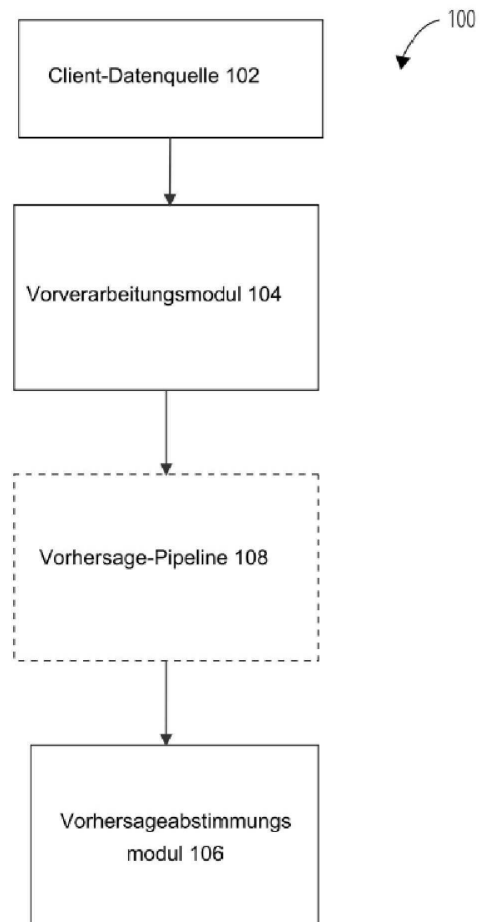 100
Client-Datenquelle 102
Vorverarbeitungsmodul 104
Vorhersage-Pipeline 108
Vorhersageabstimmungs
modul 106